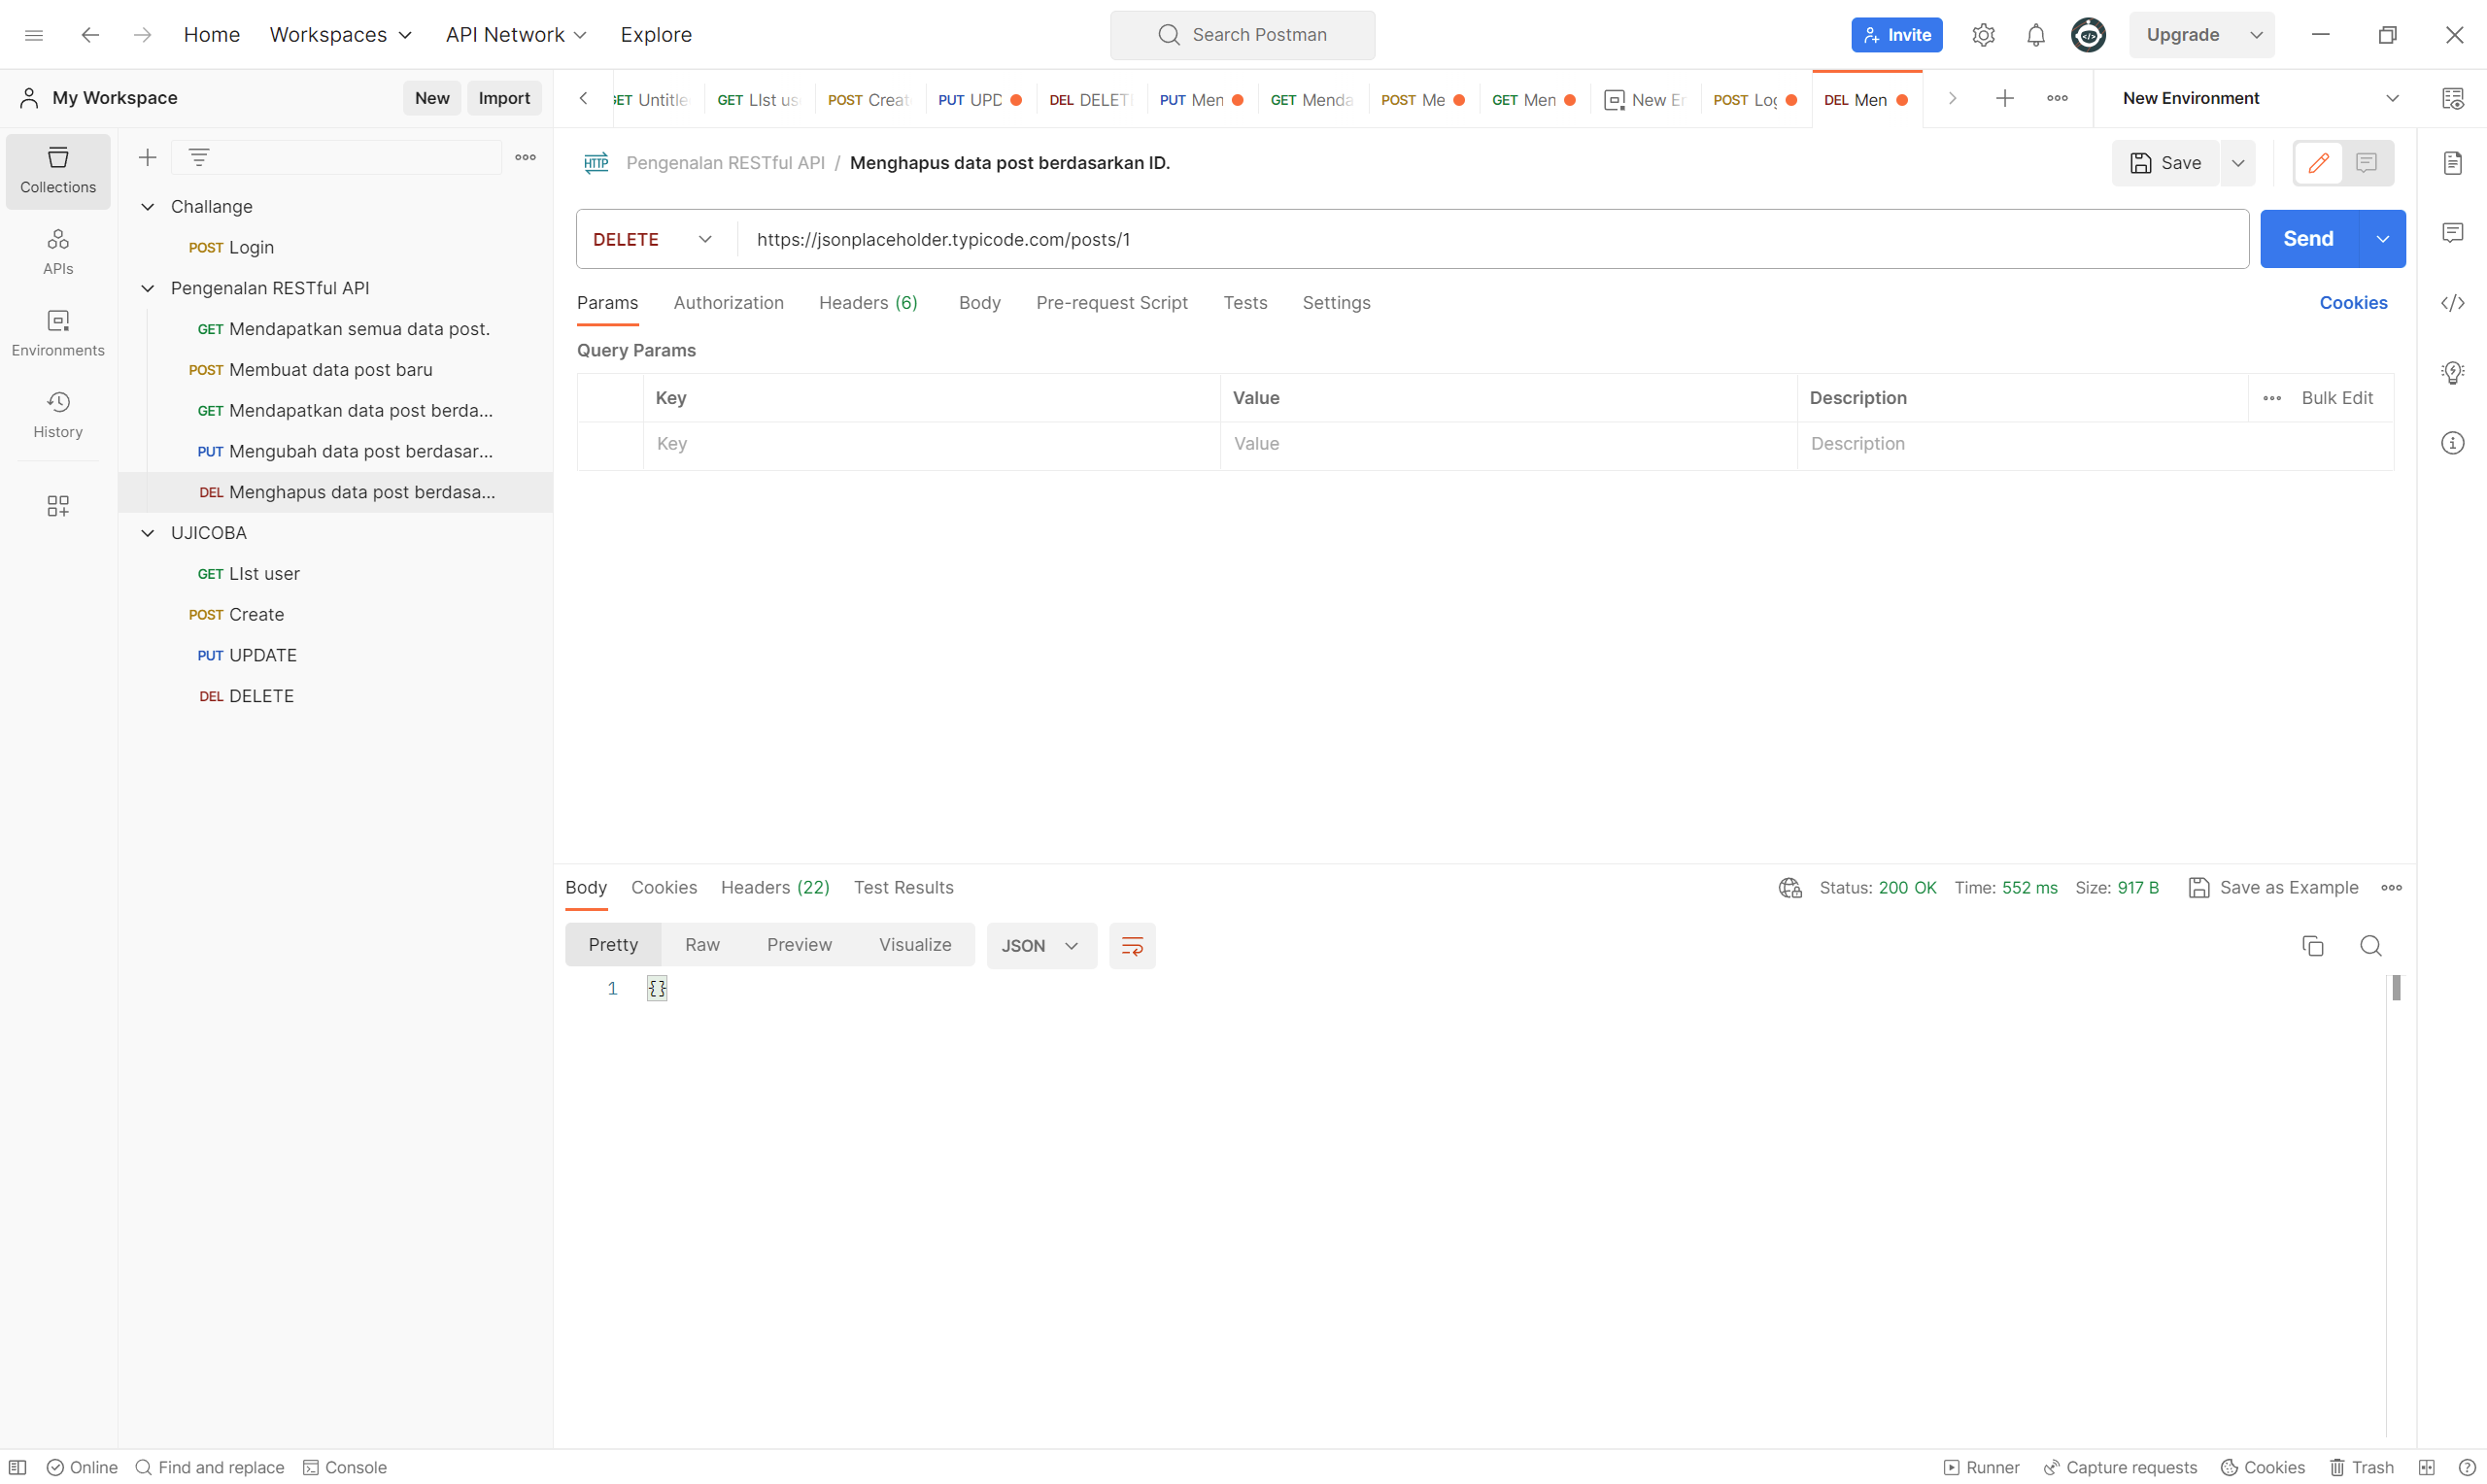 Home Workspaces API Network Explore Search Postman Invite Upgrade
My Workspace New Import
GET Untitle GET LIst us POST Creat PUT UPD DEL DELET PUT Men GET Menda POST Me GET Men New E POST Log DEL Men New Environment
Collections
APIs
Environments
History
Challange
POST Login
Pengenalan RESTful API
GET Mendapatkan semua data post.
POST Membuat data post baru
GET Mendapatkan data post berda...
PUT Mengubah data post berdasar...
DEL Menghapus data post berdasa...
UJICOBA
GET LIst user
POST Create
PUT UPDATE
DEL DELETE
HTTP Pengenalan RESTful API / Menghapus data post berdasarkan ID. Save
DELETE https://jsonplaceholder.typicode.com/posts/1 Send
Params Authorization Headers (6) Body Pre-request Script Tests Settings Cookies
Query Params
Key Value Description Bulk Edit
Key Value Description
Body Cookies Headers (22) Test Results Status: 200 OK Time: 552 ms Size: 917 B Save as Example
Pretty Raw Preview Visualize JSON
1 {}
Online Find and replace Console Runner Capture requests Cookies Trash